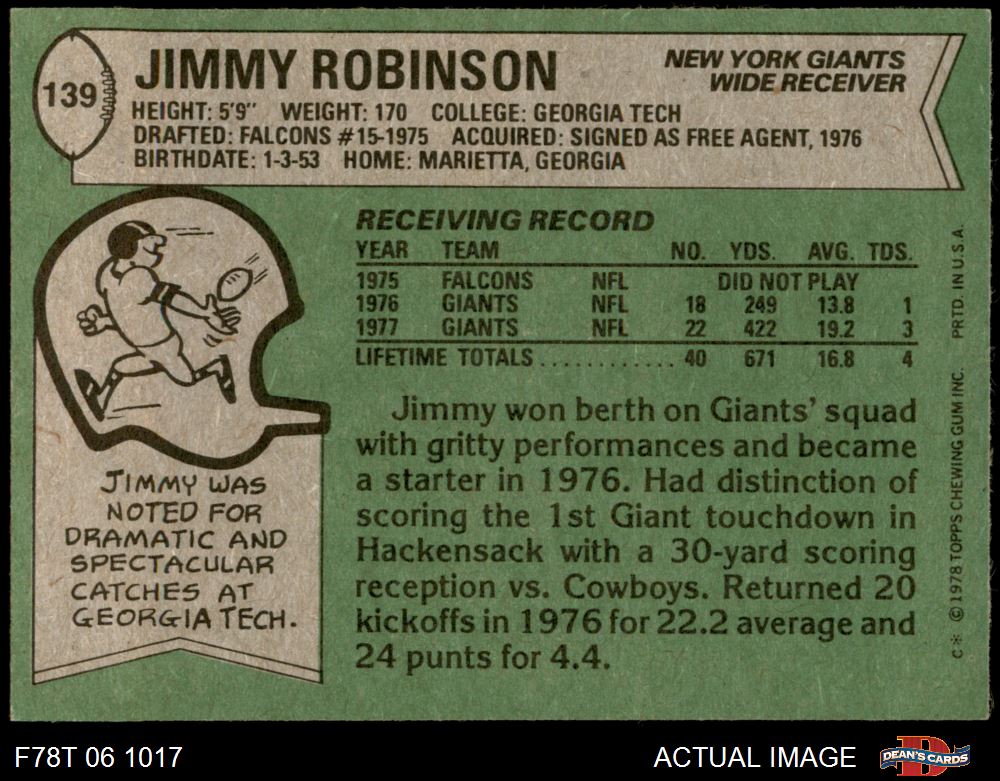 139
JIMMY ROBINSON
NEW YORK GIANTS
WIDE RECEIVER
HEIGHT: 5'9" WEIGHT: 170 COLLEGE: GEORGIA TECH
DRAFTED: FALCONS #15-1975 ACQUIRED: SIGNED AS FREE AGENT, 1976
BIRTHDATE: 1-3-53 HOME: MARIETTA, GEORGIA
RECEIVING RECORD
YEAR TEAM NO. YDS. AVG. TDS.
1975 FALCONS NFL DID NOT PLAY
1976 GIANTS NFL 18 249 13.8 1
1977 GIANTS NFL 22 422 19.2 3
LIFETIME TOTALS ............ 40 671 16.8 4
Jimmy won berth on Giants' squad
with gritty performances and became
a starter in 1976. Had distinction of
scoring the 1st Giant touchdown in
Hackensack with a 30-yard scoring
reception vs. Cowboys. Returned 20
kickoffs in 1976 for 22.2 average and
24 punts for 4.4.
JIMMY WAS
NOTED FOR
DRAMATIC AND
SPECTACULAR
CATCHES AT
GEORGIA TECH.
C* ©1978 TOPPS CHEWING GUM INC. PRTD. IN U.S.A.
F78T 06 1017
ACTUAL IMAGE
DEAN'S CARDS